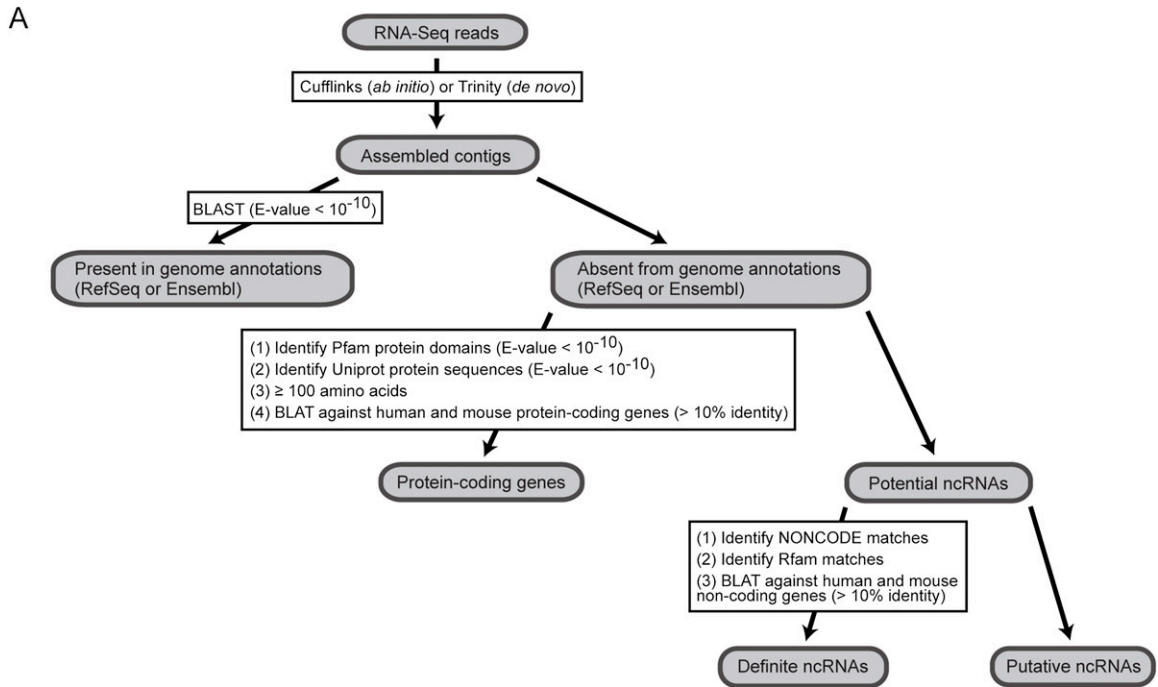 A
RNA-Seq reads
Cufflinks (ab initio) or Trinity (de novo)
Assembled contigs
BLAST (E-value < 10⁻¹⁰)
Present in genome annotations
(RefSeq or Ensembl)
Absent from genome annotations
(RefSeq or Ensembl)
(1) Identify Pfam protein domains (E-value < 10⁻¹⁰)
(2) Identify Uniprot protein sequences (E-value < 10⁻¹⁰)
(3) ≥ 100 amino acids
(4) BLAT against human and mouse protein-coding genes (> 10% identity)
Protein-coding genes
Potential ncRNAs
(1) Identify NONCODE matches
(2) Identify Rfam matches
(3) BLAT against human and mouse
non-coding genes (> 10% identity)
Definite ncRNAs
Putative ncRNAs